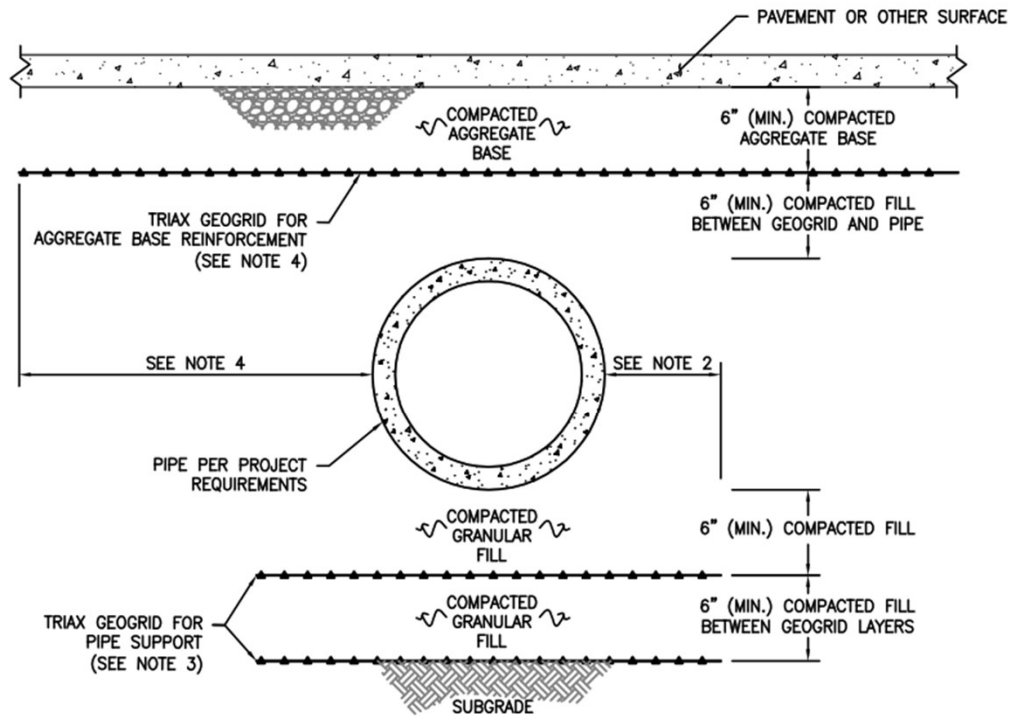 PAVEMENT OR OTHER SURFACE
COMPACTED
AGGREGATE
BASE
6" (MIN.) COMPACTED
AGGREGATE BASE
TRIAX GEOGRID FOR
AGGREGATE BASE REINFORCEMENT
(SEE NOTE 4)
6" (MIN.) COMPACTED FILL
BETWEEN GEOGRID AND PIPE
SEE NOTE 4
SEE NOTE 2
PIPE PER PROJECT
REQUIREMENTS
COMPACTED
GRANULAR
FILL
6" (MIN.) COMPACTED FILL
TRIAX GEOGRID FOR
PIPE SUPPORT
(SEE NOTE 3)
COMPACTED
GRANULAR
FILL
6" (MIN.) COMPACTED FILL
BETWEEN GEOGRID LAYERS
SUBGRADE